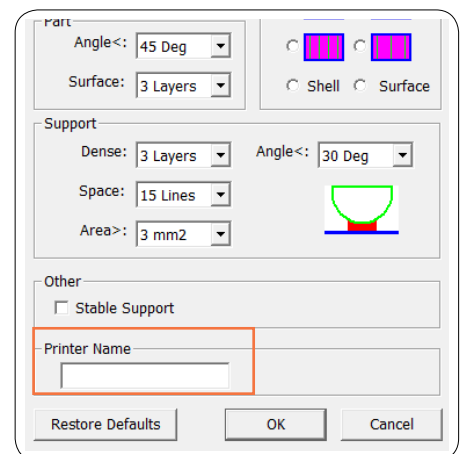 Part
Angle<: 45 Deg
Surface: 3 Layers
Shell Surface
Support
Dense: 3 Layers Angle<: 30 Deg
Space: 15 Lines
Area>: 3 mm2
Other
Stable Support
Printer Name
Restore Defaults OK Cancel